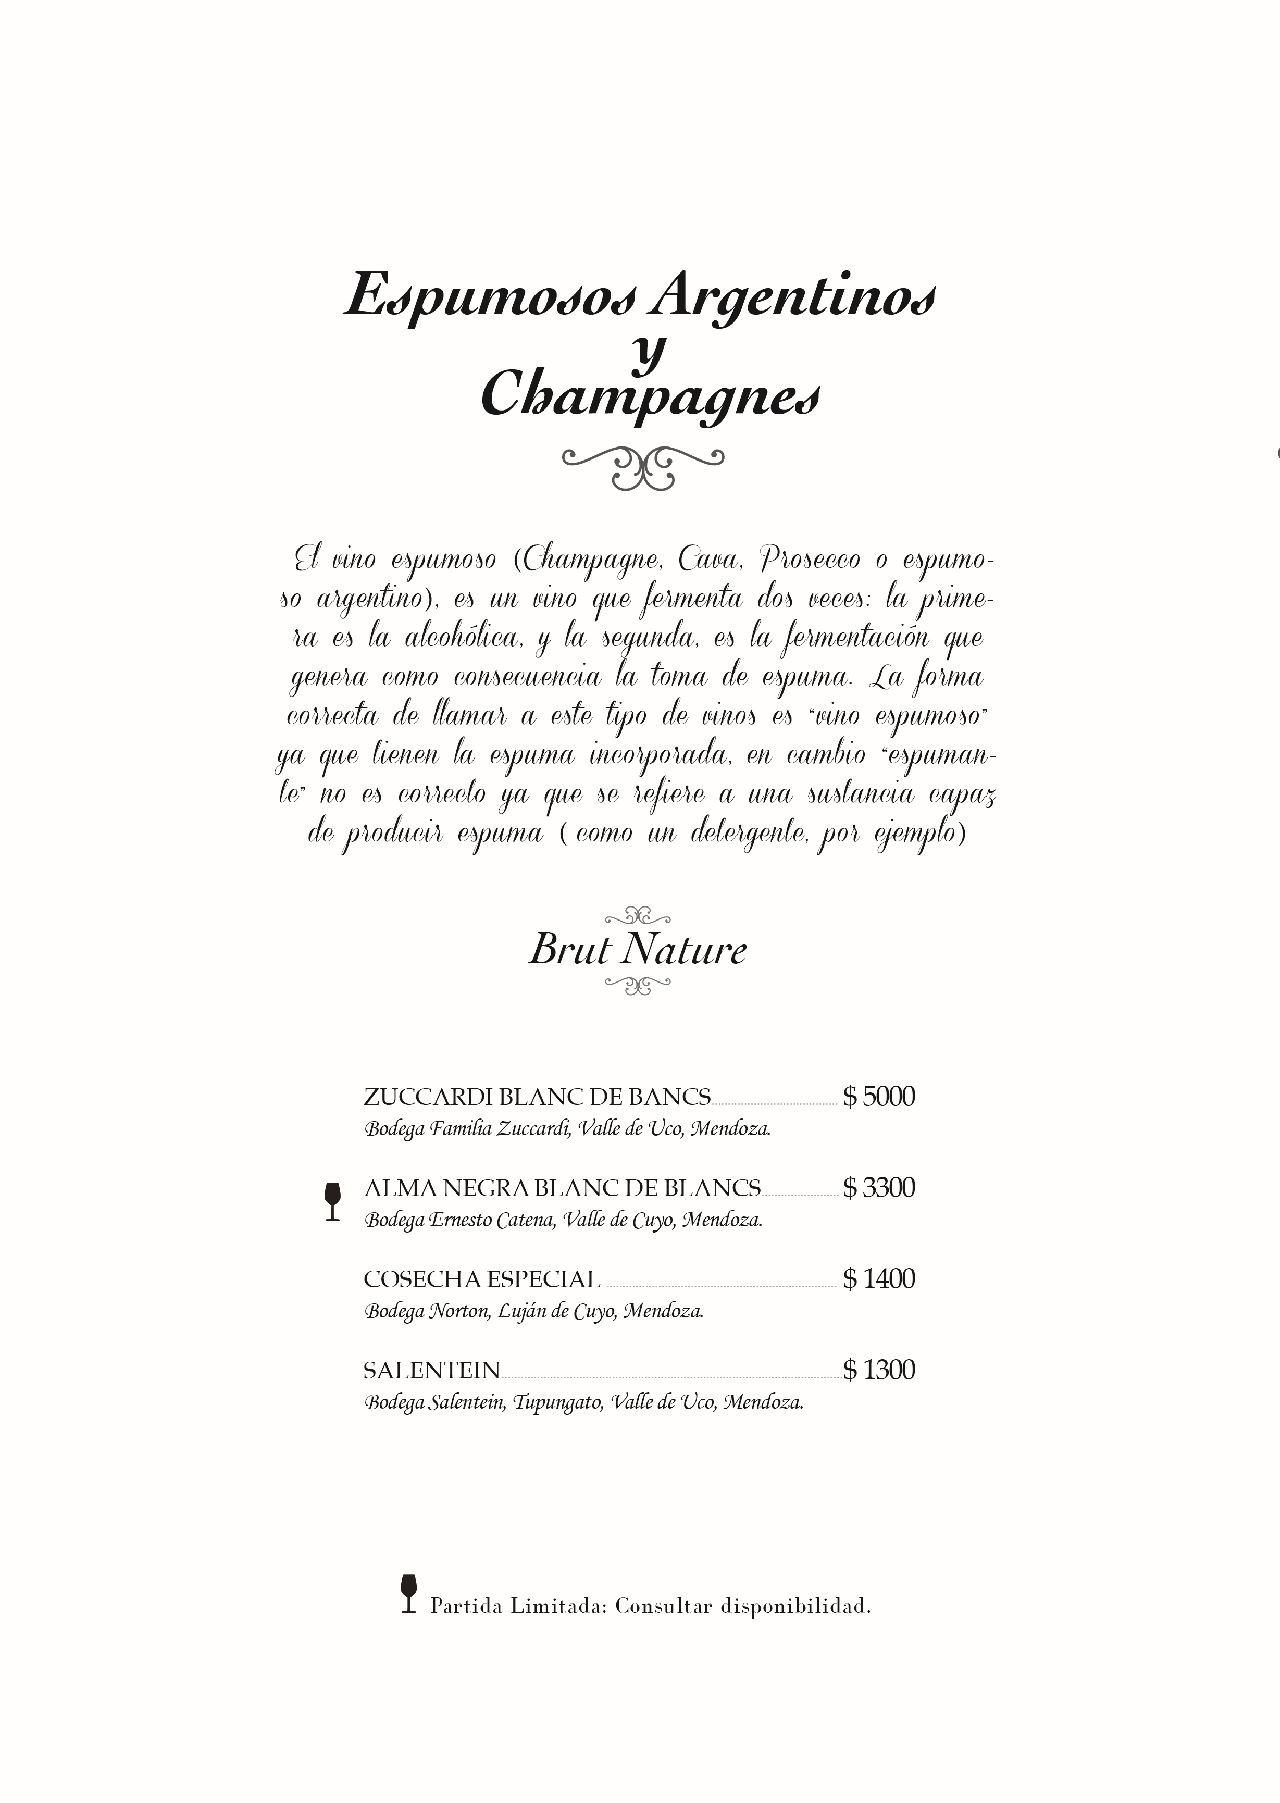 Espumosos Argentinos
y
Champagnes
El vino espumoso (Champagne, Cava, Prosecco o espumo-
so argentino), es un vino que fermenta dos veces: la prime-
ra es la alcohólica, y la segunda, es la fermentación que
genera como consecuencia la toma de espuma. La forma
correcta de llamar a este tipo de vinos es “vino espumoso”
ya que tienen la espuma incorporada, en cambio “espuman-
te” no es correcto ya que se refiere a una sustancia capaz
de producir espuma ( como un detergente, por ejemplo)
Brut Nature
ZUCCARDI BLANC DE BANCS $ 5000
Bodega Familia Zuccardi, Valle de Uco, Mendoza.
ALMA NEGRA BLANC DE BLANCS $ 3300
Bodega Ernesto Catena, Valle de Cuyo, Mendoza.
COSECHA ESPECIAL $ 1400
Bodega Norton, Luján de Cuyo, Mendoza.
SALENTEIN $ 1300
Bodega Salentein, Tupungato, Valle de Uco, Mendoza.
Partida Limitada: Consultar disponibilidad.